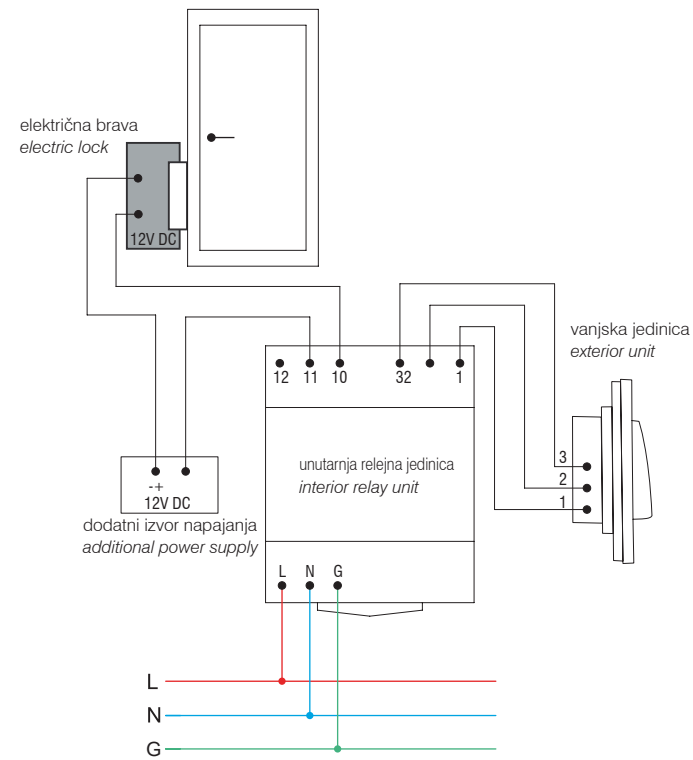 električna brava
electric lock
12V DC
12 11 10 32 1
vanjska jedinica
exterior unit
unutarnja relejna jedinica
interior relay unit
3
2
1
-+
12V DC
dodatni izvor napajanja
additional power supply
L N G
L
N
G